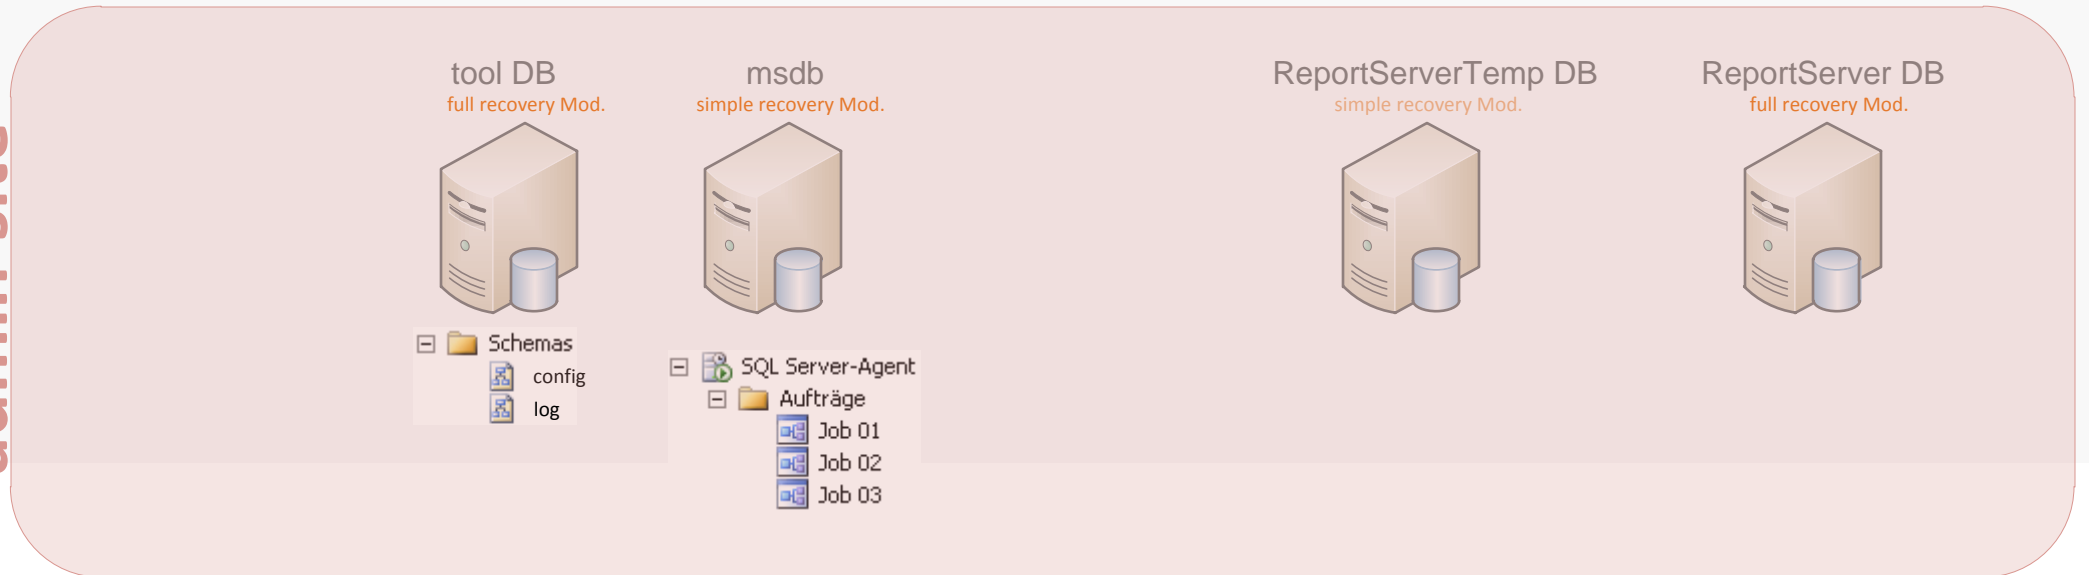 tool DB
full recovery Mod.
msdb
simple recovery Mod.
ReportServerTemp DB
simple recovery Mod.
ReportServer DB
full recovery Mod.
Schemas
config
log
SQL Server-Agent
Aufträge
Job 01
Job 02
Job 03